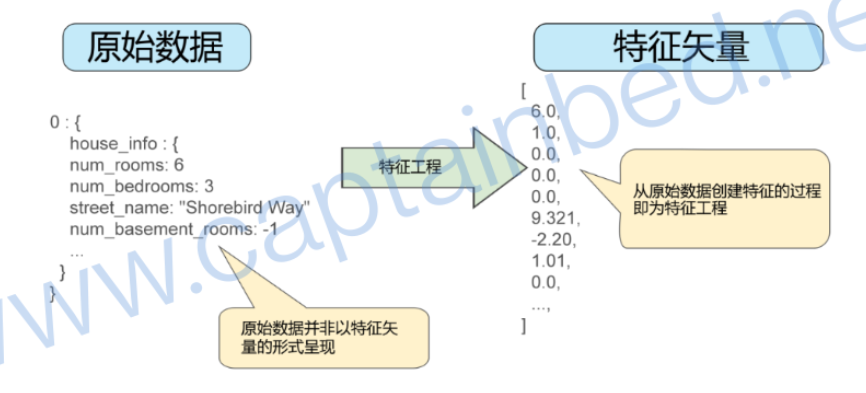 原始数据
特征矢量
0 : {
house_info : {
num_rooms: 6
num_bedrooms: 3
street_name: "Shorebird Way"
num_basement_rooms: -1
...
}
}
特征工程
[
6.0,
1.0,
0.0,
0.0,
0.0,
9.321,
-2.20,
1.01,
0.0,
...,
]
从原始数据创建特征的过程
即为特征工程
原始数据并非以特征矢
量的形式呈现
www.captainbed.ne